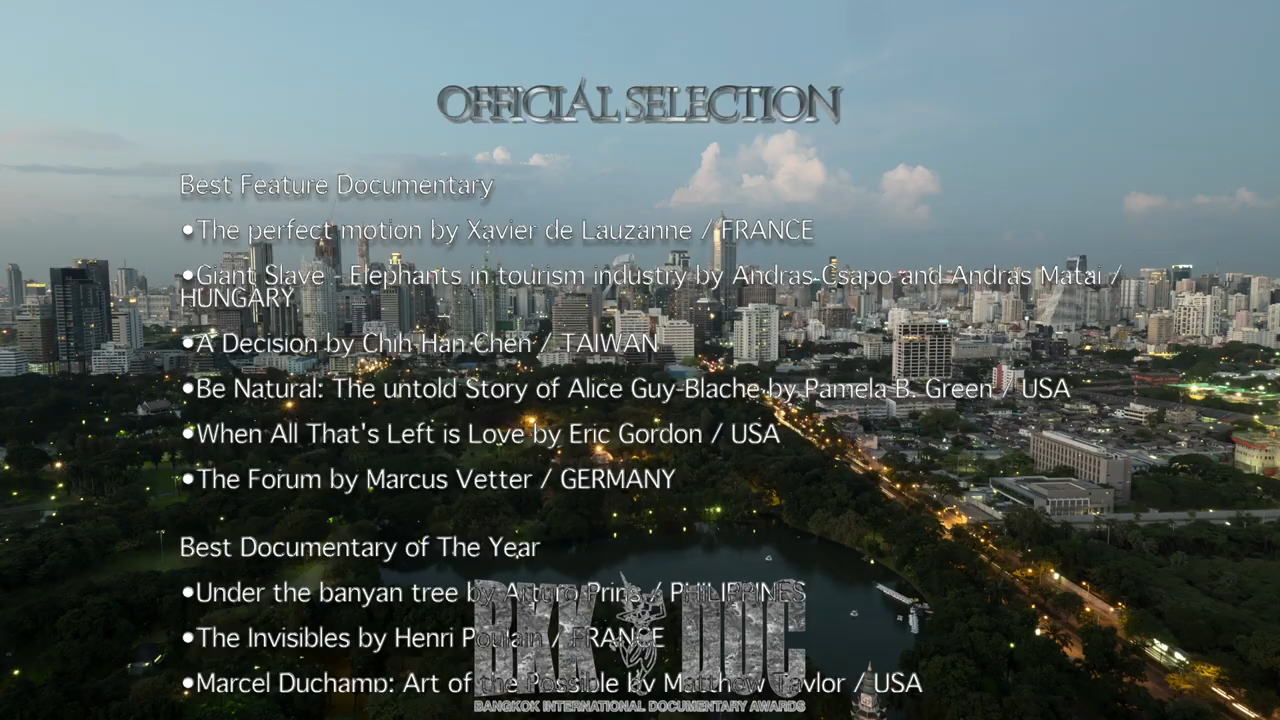 OFFICIAL SELECTION
Best Feature Documentary
•The perfect motion by Xavier de Lauzanne / FRANCE
•Giant Slave - Elephants in tourism industry by Andras Csapo and Andras Matai /
HUNGARY
•A Decision by Chih Han Chen / TAIWAN
•Be Natural: The untold Story of Alice Guy-Blache by Pamela B. Green / USA
•When All That's Left is Love by Eric Gordon / USA
•The Forum by Marcus Vetter / GERMANY
Best Documentary of The Year
•Under the banyan tree by Arturo Prins / PHILIPPINES
•The Invisibles by Henri Poulain / FRANCE
•Marcel Duchamp: Art of the Possible by Matthew Taylor / USA
BKK DOC
BANGKOK INTERNATIONAL DOCUMENTARY AWARDS